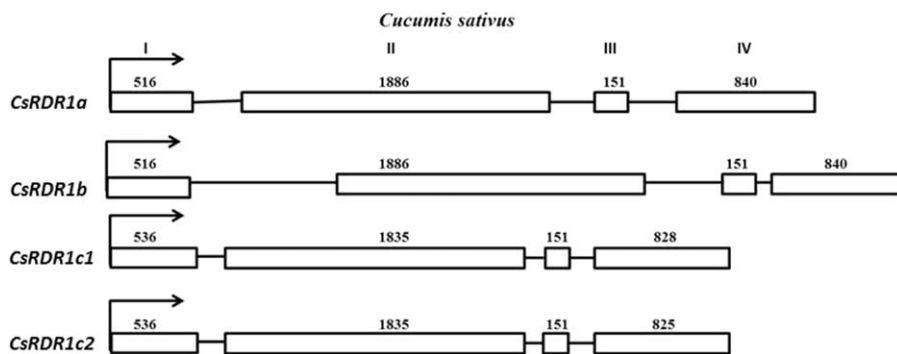 Cucumis sativus
I II III IV
516 1886 151 840
CsRDR1a
516 1886 151 840
CsRDR1b
536 1835 151 828
CsRDR1c1
536 1835 151 825
CsRDR1c2